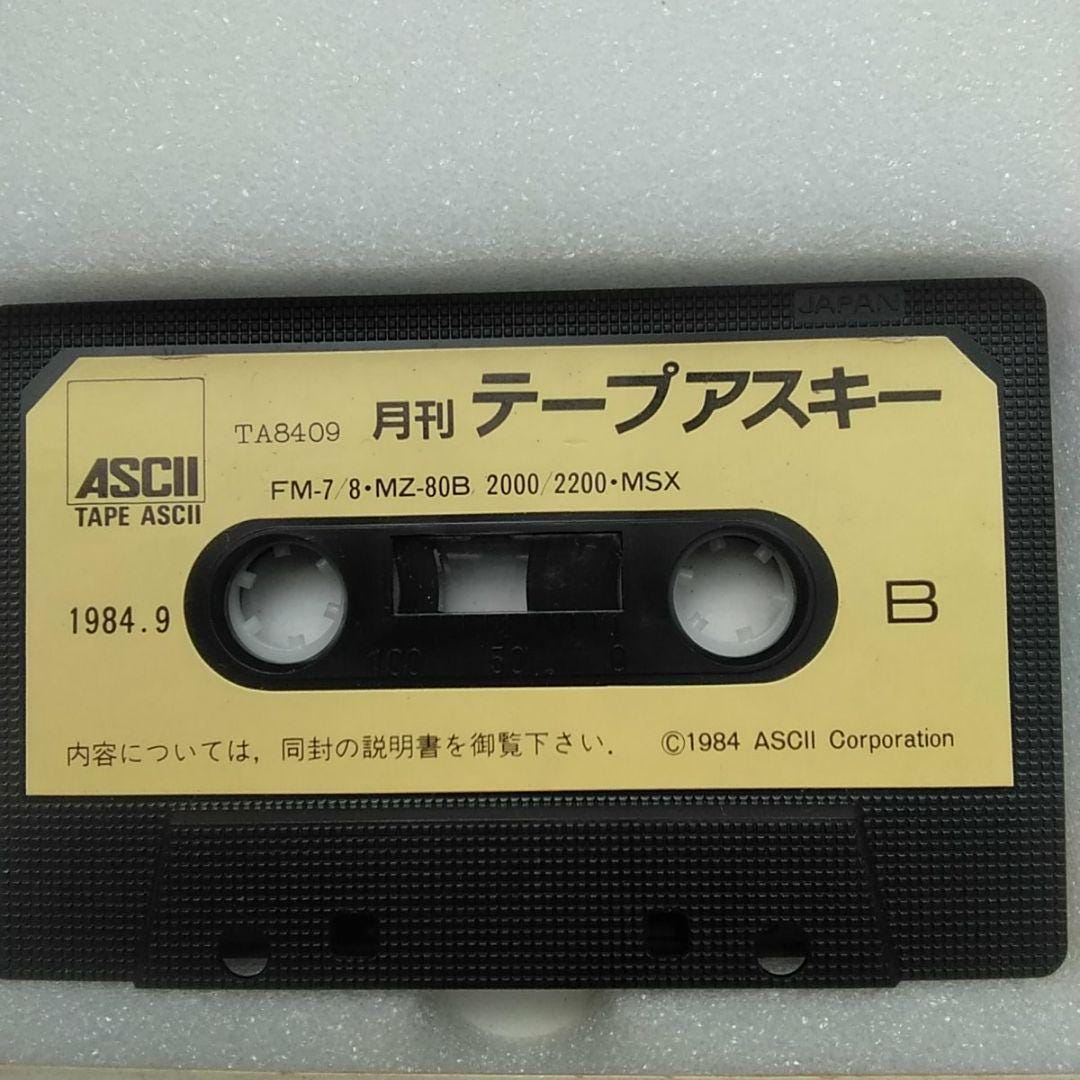 JAPAN
ASCII
TAPE ASCII
TA8409 月刊 テープアスキー
FM-7/8・MZ-80B 2000/2200・MSX
1984.9
B
100 50 0
内容については，同封の説明書を御覧下さい．
©1984 ASCII Corporation